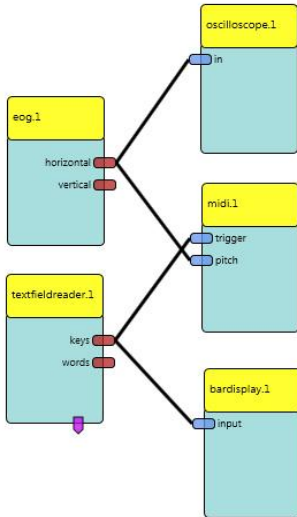 oscilloscope.1
in
eog.1
horizontal
vertical
midi.1
trigger
pitch
textfieldreader.1
keys
words
bardisplay.1
input